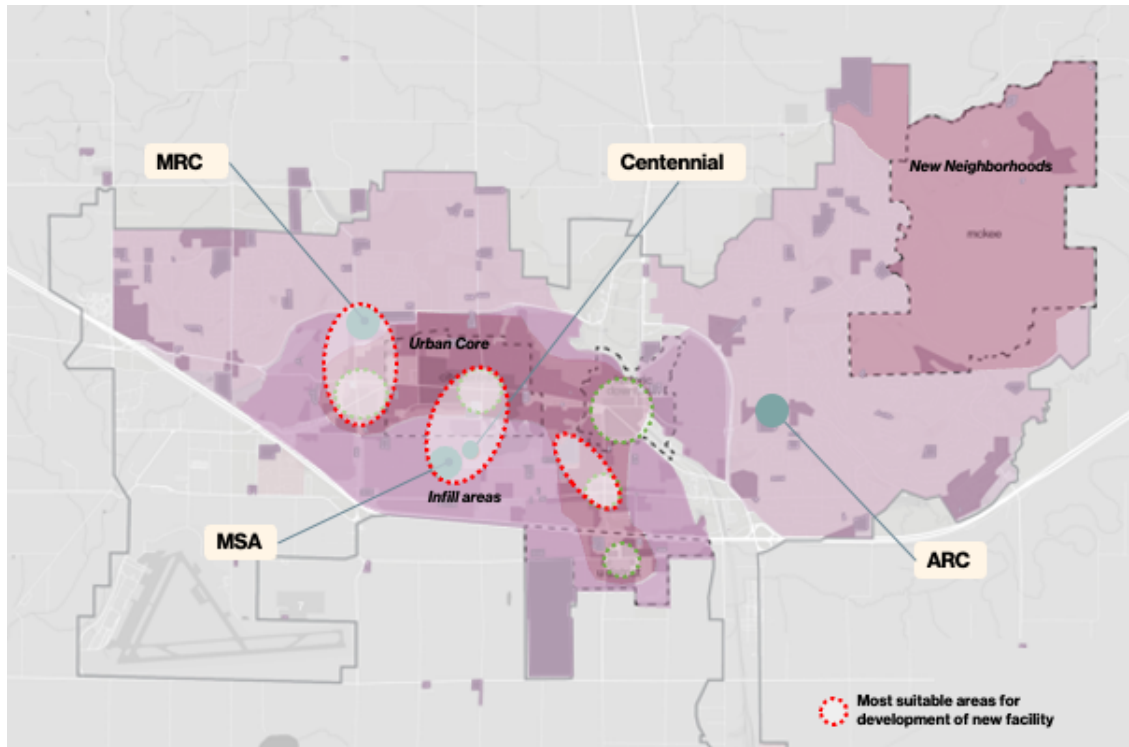 MRC
Centennial
New Neighborhoods
mckee
Urban Core
Infill areas
MSA
ARC
7
Most suitable areas for
development of new facility